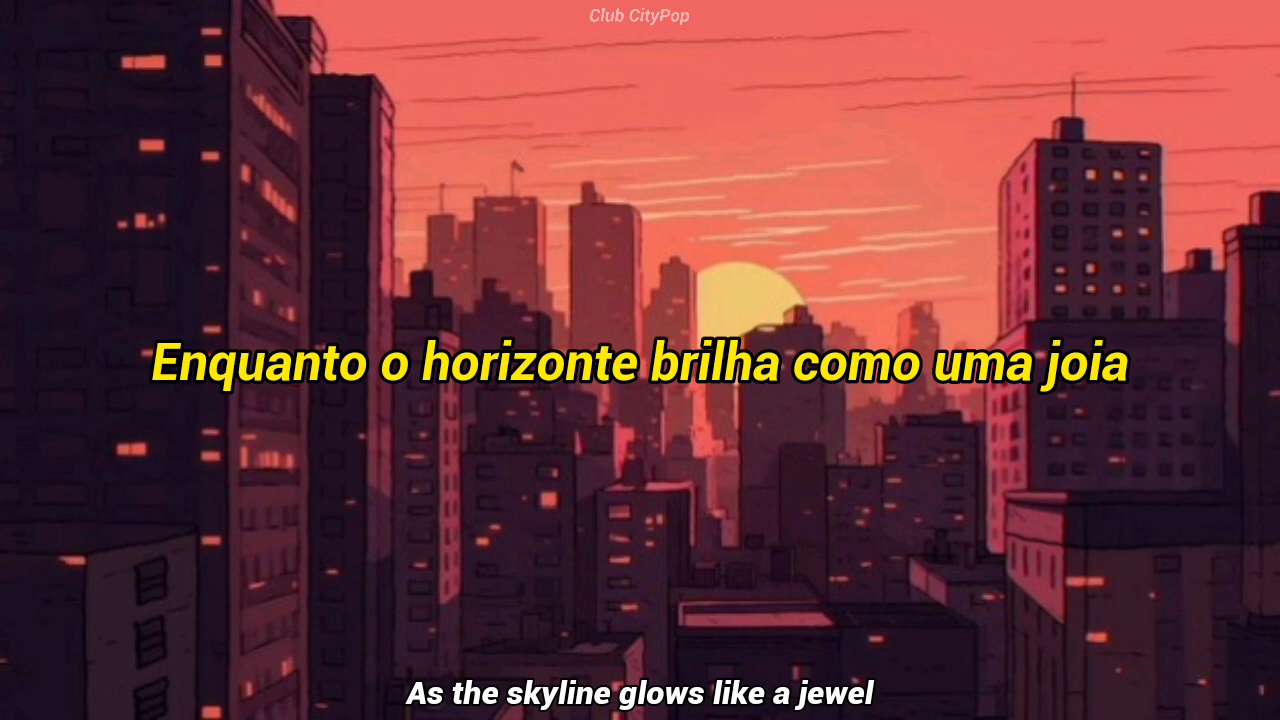 Club CityPop
Enquanto o horizonte brilha como uma joia
As the skyline glows like a jewel